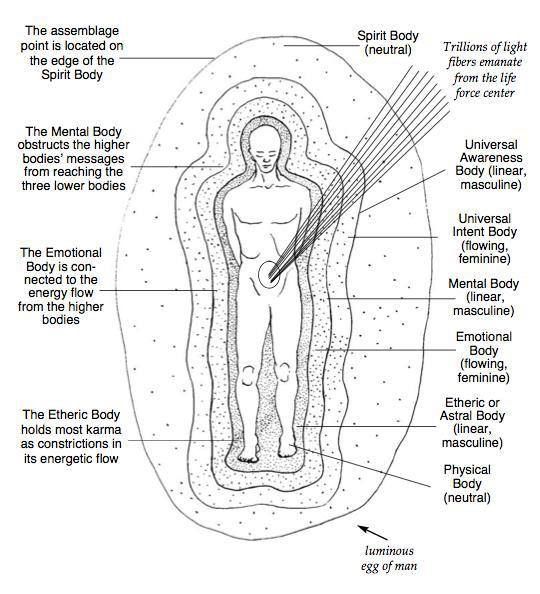 The assemblage
point is located on
the edge of the
Spirit Body
Spirit Body
(neutral)
Trillions of light
fibers emanate
from the life
force center
The Mental Body
obstructs the higher
bodies' messages
from reaching the
three lower bodies
Universal
Awareness
Body (linear,
masculine)
Universal
Intent Body
(flowing,
feminine)
The Emotional
Body is con-
nected to the
energy flow
from the higher
bodies
Mental Body
(linear,
masculine)
Emotional
Body
(flowing,
feminine)
The Etheric Body
holds most karma
as constrictions in
its energetic flow
Etheric or
Astral Body
(linear,
masculine)
Physical
Body
(neutral)
luminous
egg of man